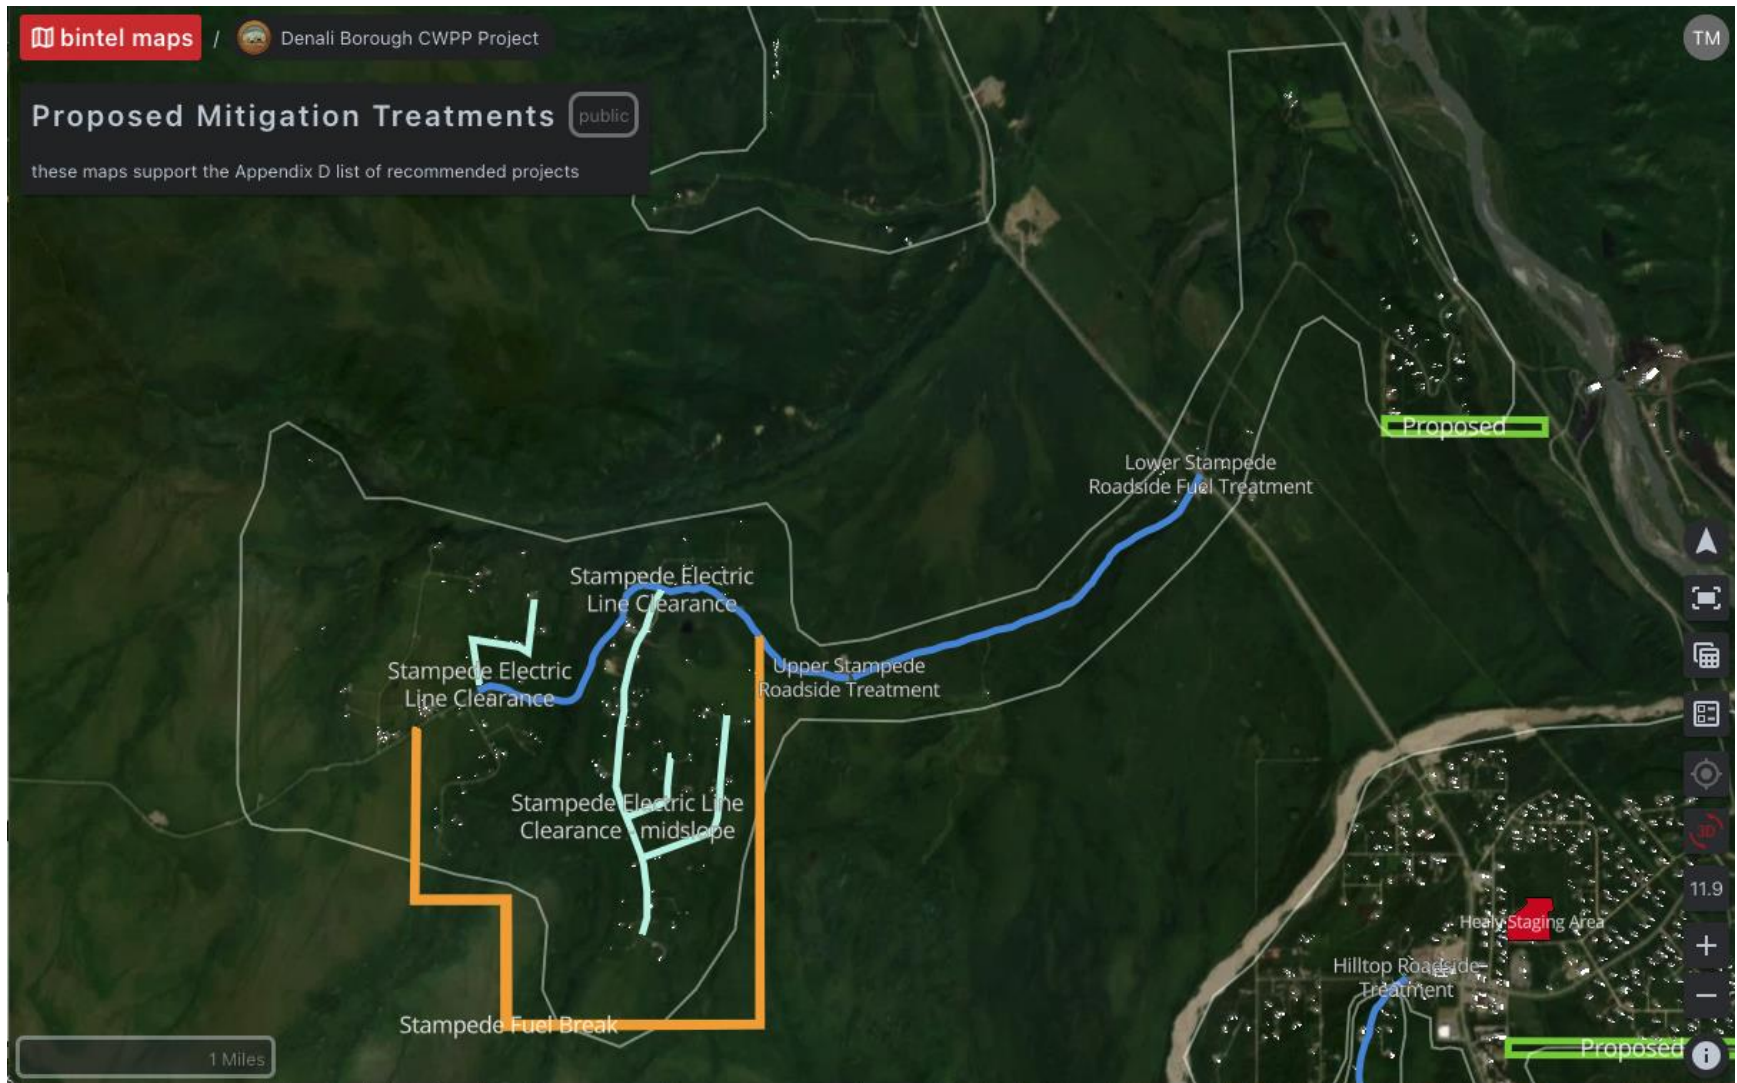 bintel maps / Denali Borough CWPP Project
TM
Proposed Mitigation Treatments public
these maps support the Appendix D list of recommended projects
Proposed
Lower Stampede
Roadside Fuel Treatment
Stampede Electric
Line Clearance
Stampede Electric
Line Clearance
Upper Stampede
Roadside Treatment
Stampede Electric Line
Clearance - midslope
3D
11.9
Healy Staging Area
Hilltop Roadside
Treatment
Stampede Fuel Break
Proposed
1 Miles